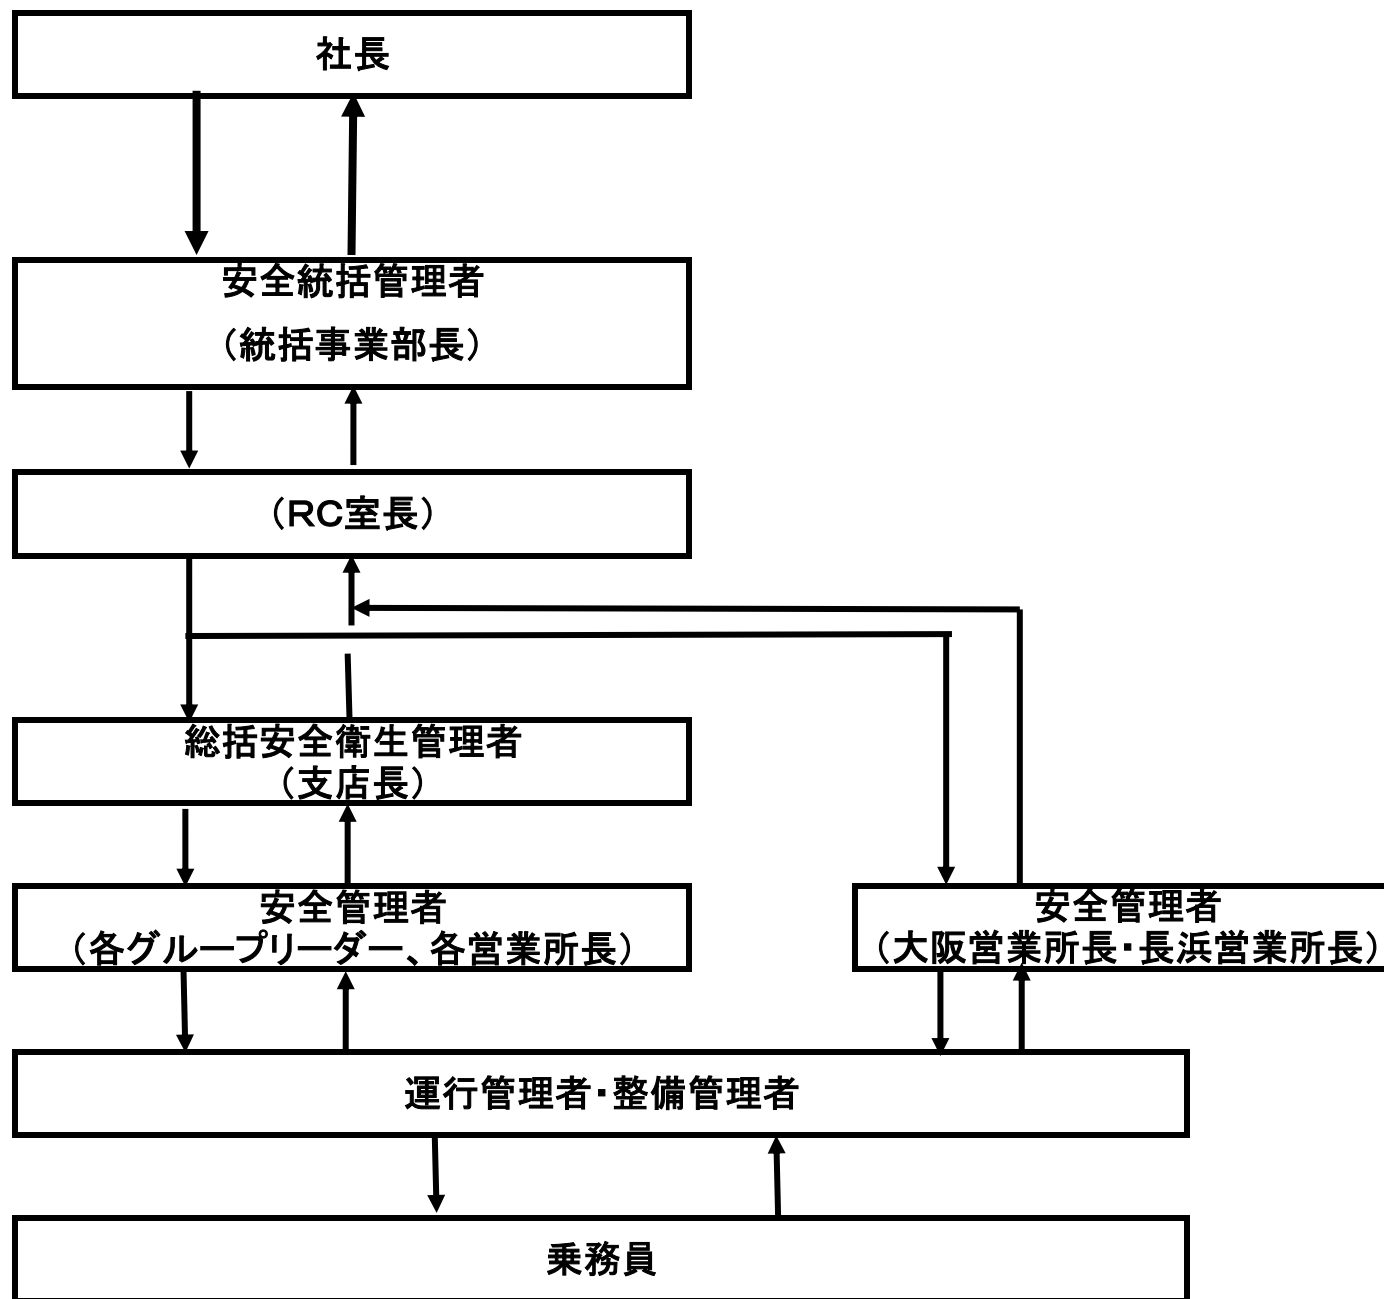 社長
安全統括管理者
（統括事業部長）
（RC室長）
総括安全衛生管理者
（支店長）
安全管理者
（各グループリーダー、各営業所長）
安全管理者
（大阪営業所長・長浜営業所長）
運行管理者・整備管理者
乗務員